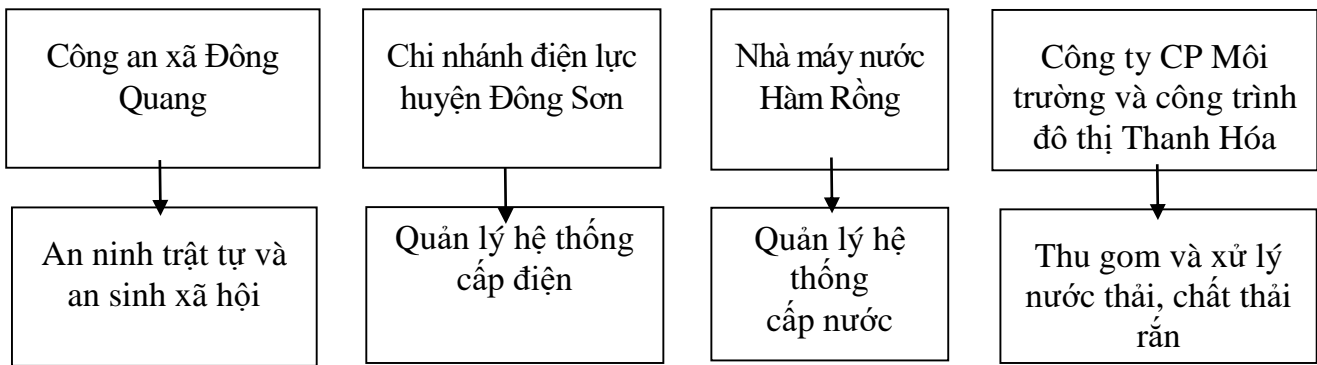 Công an xã Đông
Quang
Chi nhánh điện lực
huyện Đông Sơn
Nhà máy nước
Hàm Rồng
Công ty CP Môi
trường và công trình
đô thị Thanh Hóa
An ninh trật tự và
an sinh xã hội
Quản lý hệ thống
cấp điện
Quản lý hệ
thống
cấp nước
Thu gom và xử lý
nước thải, chất thải
rắn